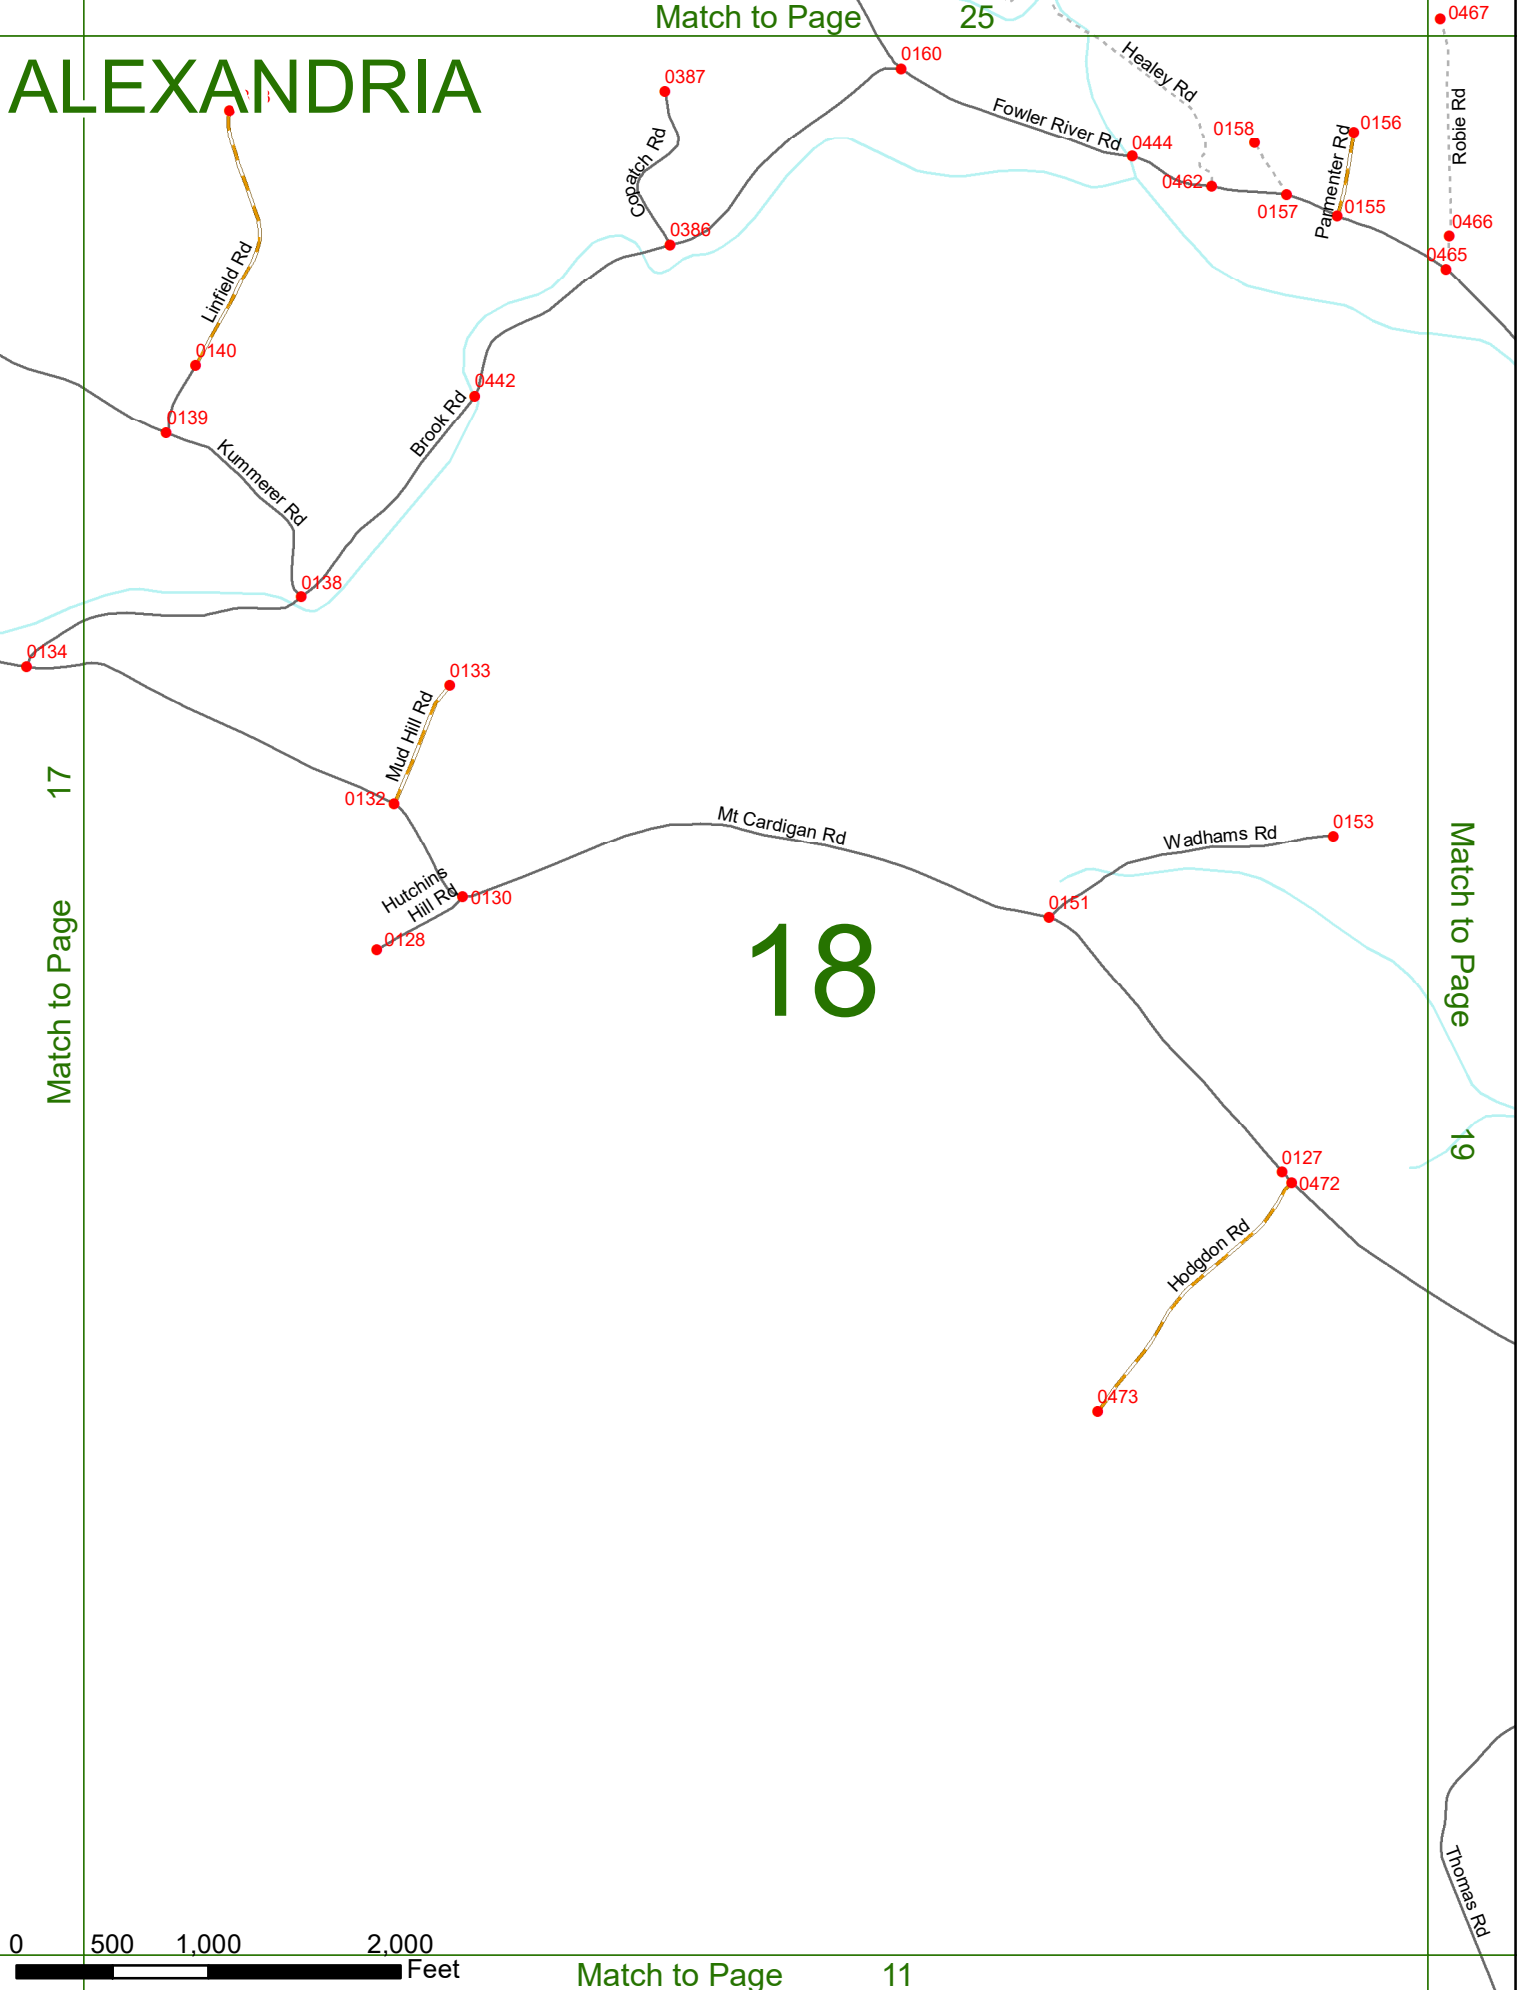 Match to Page 25
0467
ALEXANDRIA
0160
0387
Healey Rd
Fowler River Rd
0444
0158
0156
Robie Rd
Copatch Rd
Parmenter Rd
0462
0157
0155
0466
0386
0465
Linfield Rd
0140
0442
0139
Brook Rd
Kummerer Rd
0138
0134
0133
Mud Hill Rd
0132
Match to Page 17
Mt Cardigan Rd
Wadhams Rd
0153
Hutchins
Hill Rd
0130
0151
0128
18
Match to Page 19
0127
0472
Hodgdon Rd
0473
Thomas Rd
0 500 1,000 2,000
Feet
Match to Page 11